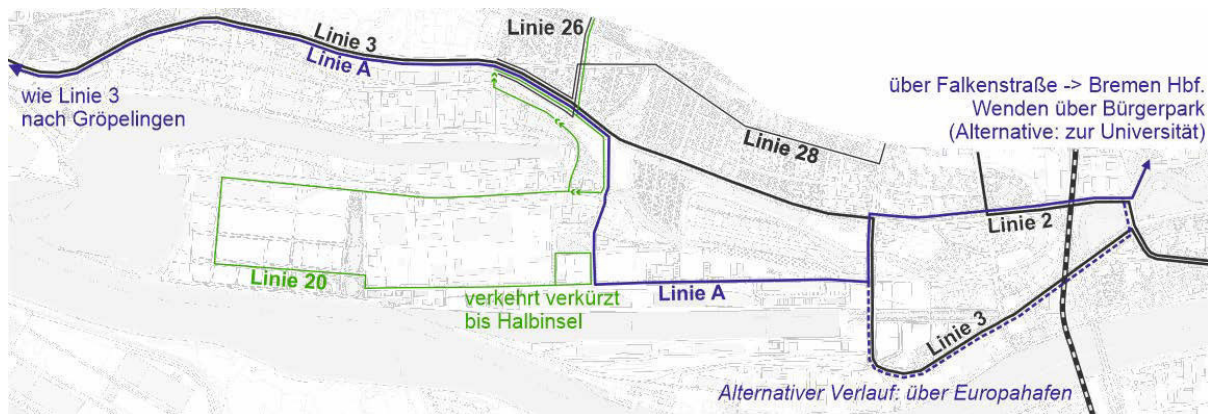 Linie 26
Linie 3
Linie A
wie Linie 3
nach Gröpelingen
über Falkenstraße -> Bremen Hbf.
Wenden über Bürgerpark
(Alternative: zur Universität)
Linie 28
Linie 2
Linie 20
verkehrt verkürzt
bis Halbinsel
Linie A
Linie 3
Alternativer Verlauf: über Europahafen